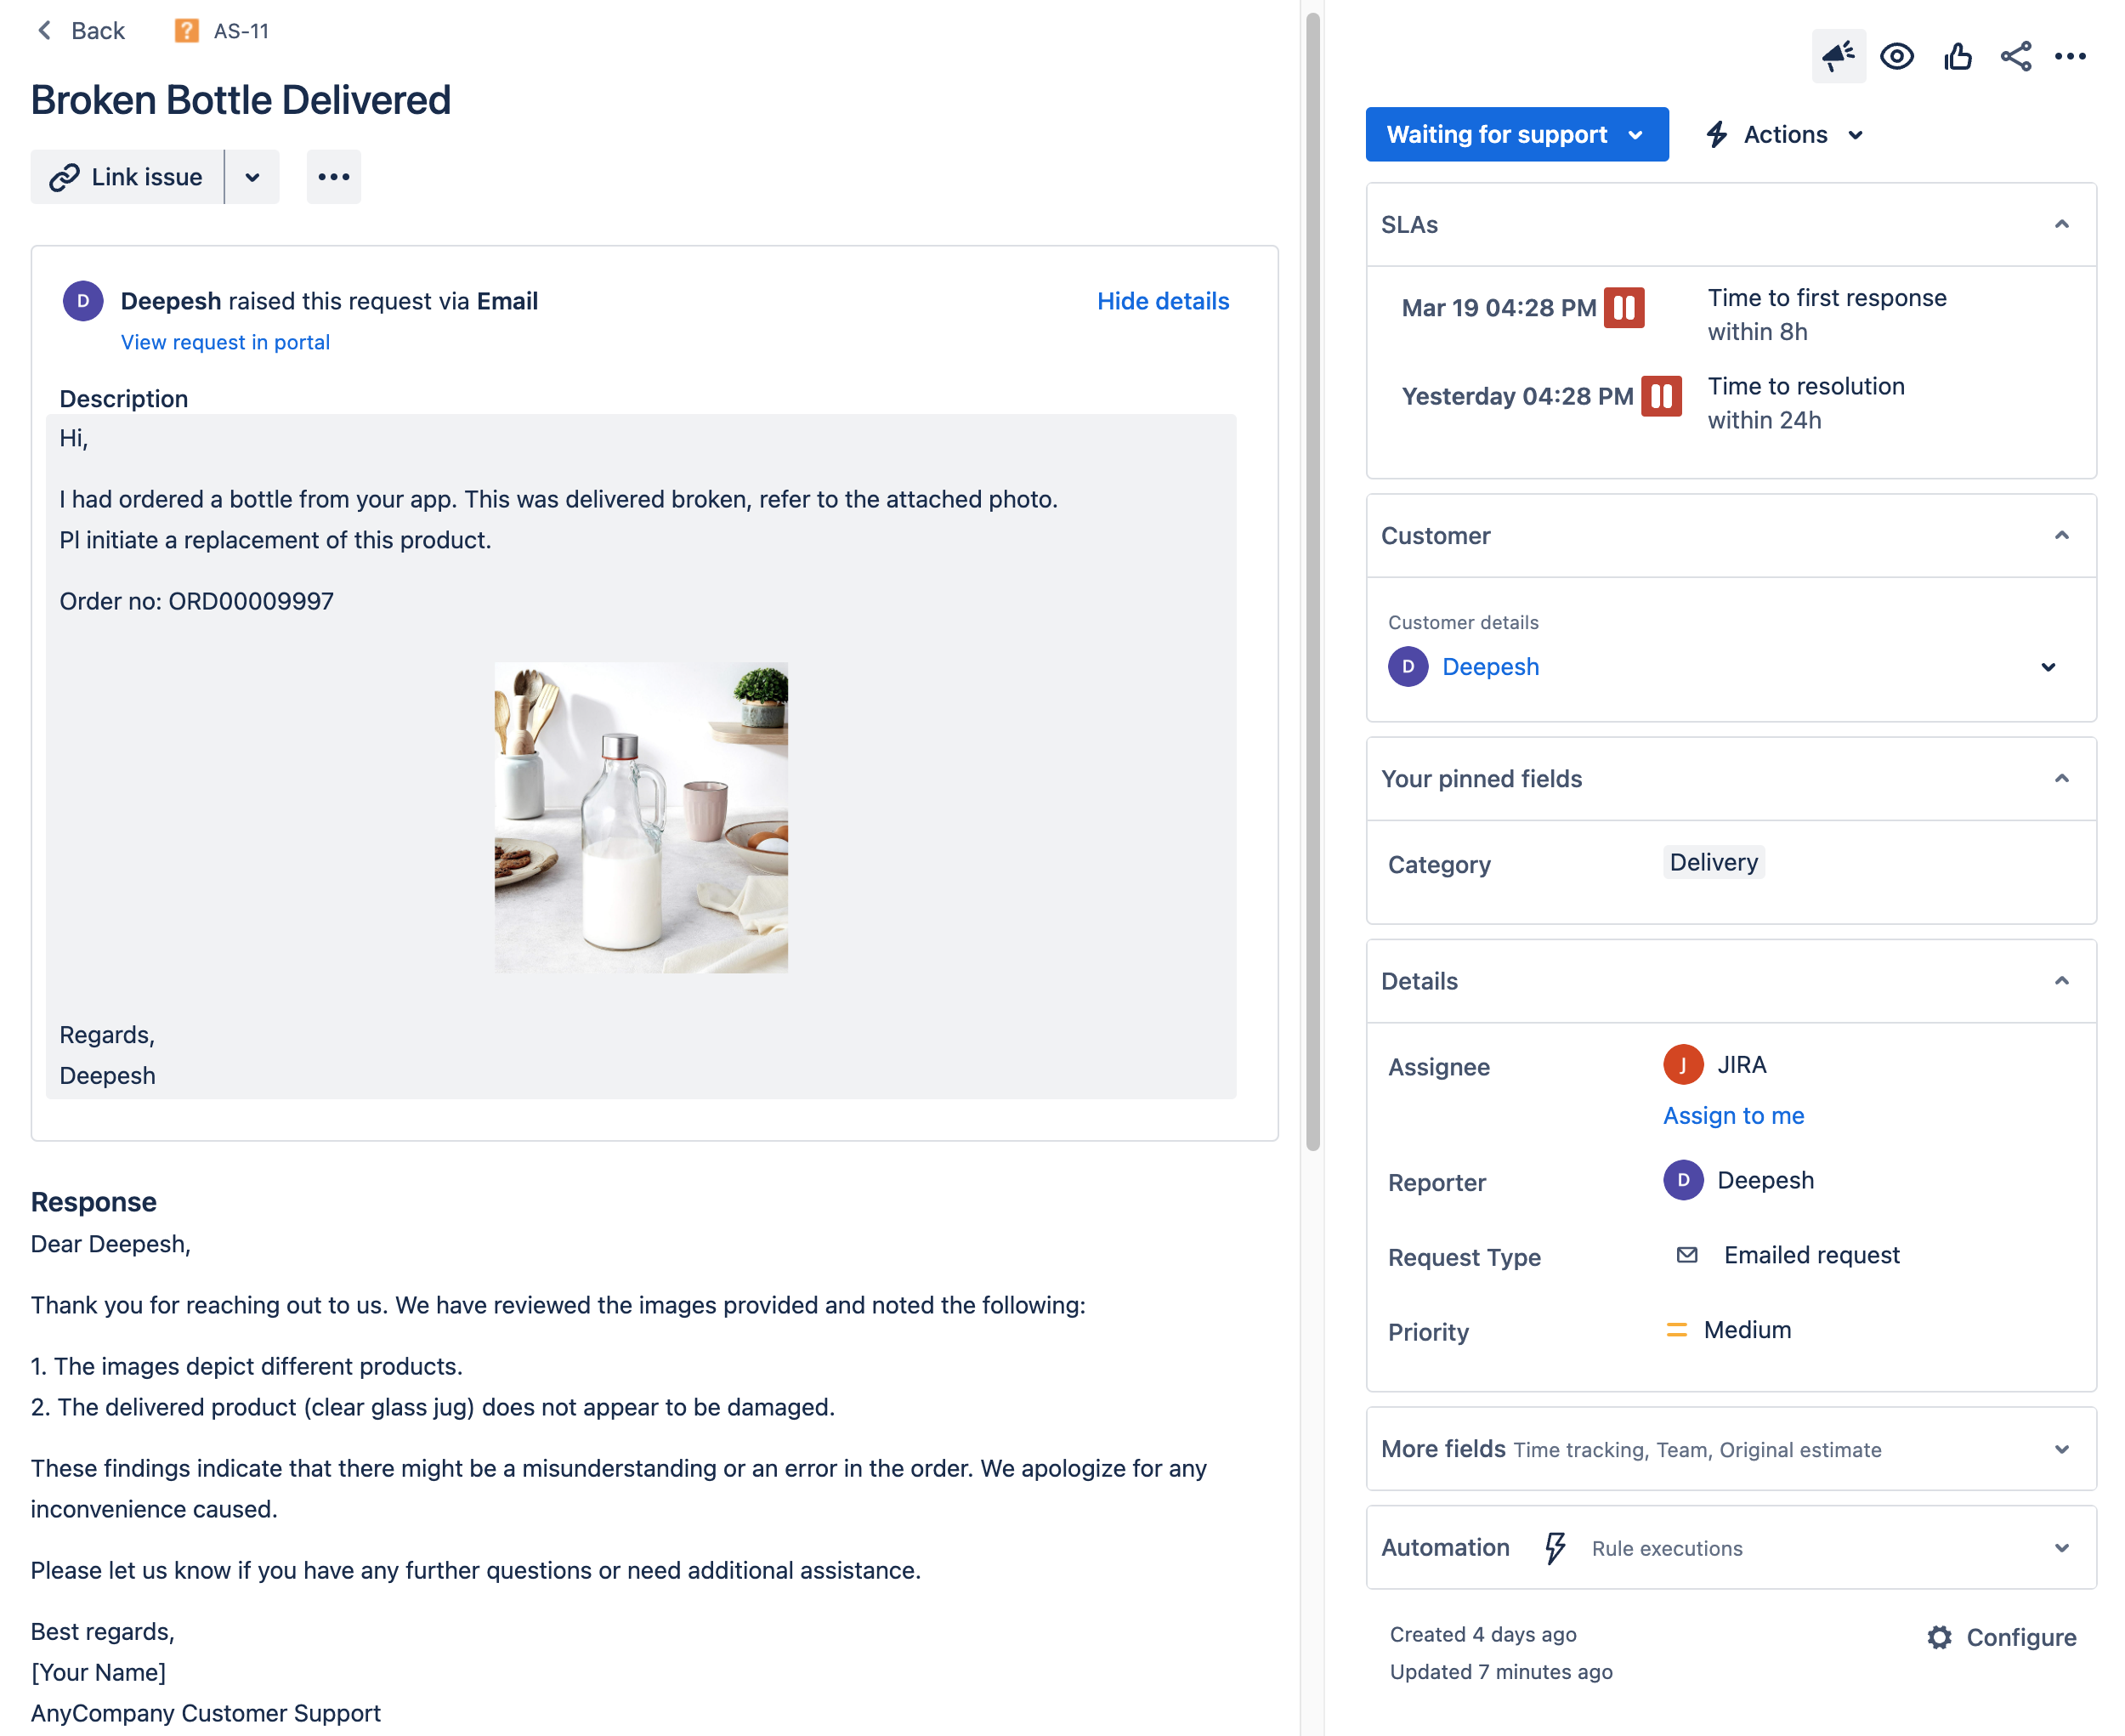 Back
AS-11
Broken Bottle Delivered
Link issue
D
Deepesh raised this request via Email
Hide details
View request in portal
Description
Hi,
I had ordered a bottle from your app. This was delivered broken, refer to the attached photo.
Pl initiate a replacement of this product.
Order no: ORD00009997
Regards,
Deepesh
Response
Dear Deepesh,
Thank you for reaching out to us. We have reviewed the images provided and noted the following:
1. The images depict different products.
2. The delivered product (clear glass jug) does not appear to be damaged.
These findings indicate that there might be a misunderstanding or an error in the order. We apologize for any
inconvenience caused.
Please let us know if you have any further questions or need additional assistance.
Best regards,
[Your Name]
AnyCompany Customer Support
Waiting for support
Actions
SLAs
Mar 19 04:28 PM
Time to first response
within 8h
Yesterday 04:28 PM
Time to resolution
within 24h
Customer
Customer details
D
Deepesh
Your pinned fields
Category
Delivery
Details
Assignee
J
JIRA
Assign to me
Reporter
D
Deepesh
Request Type
Emailed request
Priority
Medium
More fields Time tracking, Team, Original estimate
Automation
Rule executions
Created 4 days ago
Configure
Updated 7 minutes ago